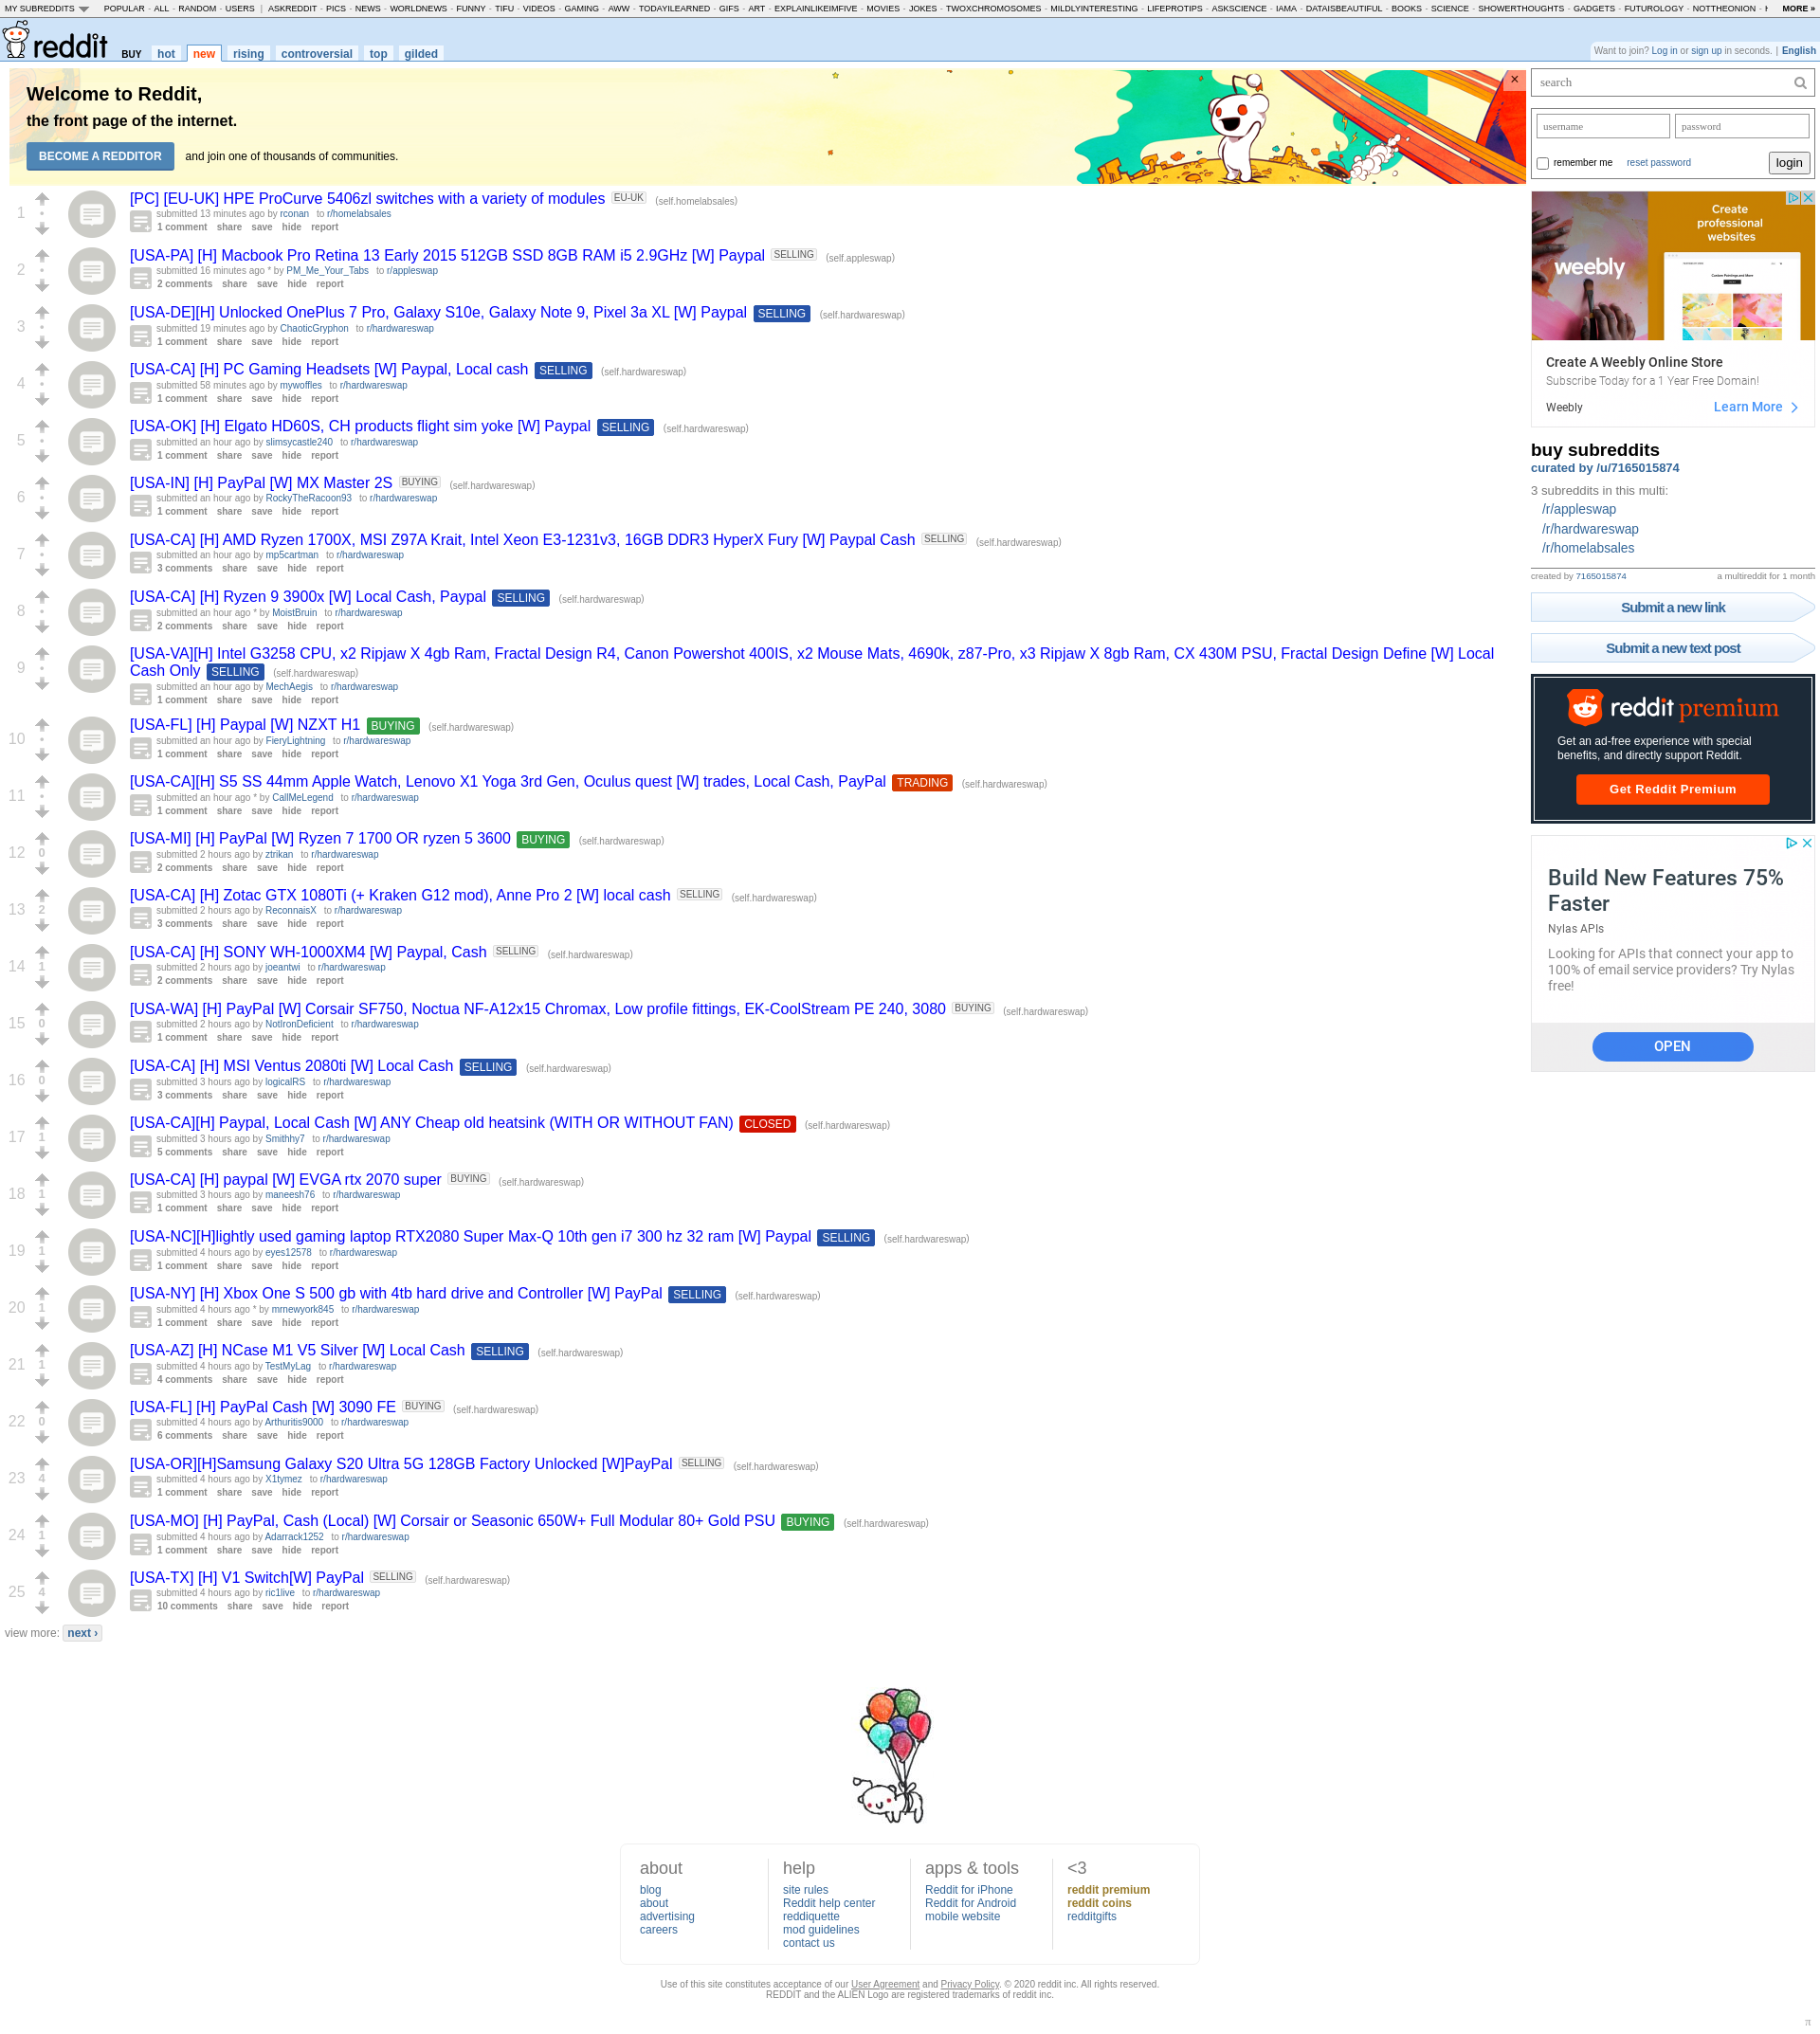 MY SUBREDDITS POPULAR - ALL - RANDOM - USERS | ASKREDDIT - PICS - NEWS - WORLDNEWS - FUNNY - TIFU - VIDEOS - GAMING - AWW - TODAYILEARNED - GIFS - ART - EXPLAINLIKEIMFIVE - MOVIES - JOKES - TWOXCHROMOSOMES - MILDLYINTERESTING - LIFEPROTIPS - ASKSCIENCE - IAMA - DATAISBEAUTIFUL - BOOKS - SCIENCE - SHOWERTHOUGHTS - GADGETS - FUTUROLOGY - NOTTHEONION - MORE »
reddit BUY hot new rising controversial top gilded
Want to join? Log in or sign up in seconds. | English
Welcome to Reddit,
the front page of the internet.
BECOME A REDDITOR and join one of thousands of communities.
×
1
[PC] [EU-UK] HPE ProCurve 5406zl switches with a variety of modules EU-UK (self.homelabsales)
submitted 13 minutes ago by rconan to r/homelabsales
1 comment share save hide report
2
[USA-PA] [H] Macbook Pro Retina 13 Early 2015 512GB SSD 8GB RAM i5 2.9GHz [W] Paypal SELLING (self.appleswap)
submitted 16 minutes ago * by PM_Me_Your_Tabs to r/appleswap
2 comments share save hide report
3
[USA-DE][H] Unlocked OnePlus 7 Pro, Galaxy S10e, Galaxy Note 9, Pixel 3a XL [W] Paypal SELLING (self.hardwareswap)
submitted 19 minutes ago by ChaoticGryphon to r/hardwareswap
1 comment share save hide report
4
[USA-CA] [H] PC Gaming Headsets [W] Paypal, Local cash SELLING (self.hardwareswap)
submitted 58 minutes ago by mywoffles to r/hardwareswap
1 comment share save hide report
5
[USA-OK] [H] Elgato HD60S, CH products flight sim yoke [W] Paypal SELLING (self.hardwareswap)
submitted an hour ago by slimsycastle240 to r/hardwareswap
1 comment share save hide report
6
[USA-IN] [H] PayPal [W] MX Master 2S BUYING (self.hardwareswap)
submitted an hour ago by RockyTheRacoon93 to r/hardwareswap
1 comment share save hide report
7
[USA-CA] [H] AMD Ryzen 1700X, MSI Z97A Krait, Intel Xeon E3-1231v3, 16GB DDR3 HyperX Fury [W] Paypal Cash SELLING (self.hardwareswap)
submitted an hour ago by mp5cartman to r/hardwareswap
3 comments share save hide report
8
[USA-CA] [H] Ryzen 9 3900x [W] Local Cash, Paypal SELLING (self.hardwareswap)
submitted an hour ago * by MoistBruin to r/hardwareswap
2 comments share save hide report
9
[USA-VA][H] Intel G3258 CPU, x2 Ripjaw X 4gb Ram, Fractal Design R4, Canon Powershot 400IS, x2 Mouse Mats, 4690k, z87-Pro, x3 Ripjaw X 8gb Ram, CX 430M PSU, Fractal Design Define [W] Local
Cash Only SELLING (self.hardwareswap)
submitted an hour ago by MechAegis to r/hardwareswap
1 comment share save hide report
10
[USA-FL] [H] Paypal [W] NZXT H1 BUYING (self.hardwareswap)
submitted an hour ago by FieryLightning to r/hardwareswap
1 comment share save hide report
11
[USA-CA][H] S5 SS 44mm Apple Watch, Lenovo X1 Yoga 3rd Gen, Oculus quest [W] trades, Local Cash, PayPal TRADING (self.hardwareswap)
submitted an hour ago * by CallMeLegend to r/hardwareswap
1 comment share save hide report
12 0
[USA-MI] [H] PayPal [W] Ryzen 7 1700 OR ryzen 5 3600 BUYING (self.hardwareswap)
submitted 2 hours ago by ztrikan to r/hardwareswap
2 comments share save hide report
13 2
[USA-CA] [H] Zotac GTX 1080Ti (+ Kraken G12 mod), Anne Pro 2 [W] local cash SELLING (self.hardwareswap)
submitted 2 hours ago by ReconnaisX to r/hardwareswap
3 comments share save hide report
14 1
[USA-CA] [H] SONY WH-1000XM4 [W] Paypal, Cash SELLING (self.hardwareswap)
submitted 2 hours ago by joeantwi to r/hardwareswap
2 comments share save hide report
15 0
[USA-WA] [H] PayPal [W] Corsair SF750, Noctua NF-A12x15 Chromax, Low profile fittings, EK-CoolStream PE 240, 3080 BUYING (self.hardwareswap)
submitted 2 hours ago by NotIronDeficient to r/hardwareswap
1 comment share save hide report
16 0
[USA-CA] [H] MSI Ventus 2080ti [W] Local Cash SELLING (self.hardwareswap)
submitted 3 hours ago by logicalRS to r/hardwareswap
3 comments share save hide report
17 1
[USA-CA][H] Paypal, Local Cash [W] ANY Cheap old heatsink (WITH OR WITHOUT FAN) CLOSED (self.hardwareswap)
submitted 3 hours ago by Smithhy7 to r/hardwareswap
5 comments share save hide report
18 1
[USA-CA] [H] paypal [W] EVGA rtx 2070 super BUYING (self.hardwareswap)
submitted 3 hours ago by maneesh76 to r/hardwareswap
1 comment share save hide report
19 1
[USA-NC][H]lightly used gaming laptop RTX2080 Super Max-Q 10th gen i7 300 hz 32 ram [W] Paypal SELLING (self.hardwareswap)
submitted 4 hours ago by eyes12578 to r/hardwareswap
1 comment share save hide report
20 1
[USA-NY] [H] Xbox One S 500 gb with 4tb hard drive and Controller [W] PayPal SELLING (self.hardwareswap)
submitted 4 hours ago * by mrnewyork845 to r/hardwareswap
1 comment share save hide report
21 1
[USA-AZ] [H] NCase M1 V5 Silver [W] Local Cash SELLING (self.hardwareswap)
submitted 4 hours ago by TestMyLag to r/hardwareswap
4 comments share save hide report
22 0
[USA-FL] [H] PayPal Cash [W] 3090 FE BUYING (self.hardwareswap)
submitted 4 hours ago by Arthuritis9000 to r/hardwareswap
6 comments share save hide report
23 4
[USA-OR][H]Samsung Galaxy S20 Ultra 5G 128GB Factory Unlocked [W]PayPal SELLING (self.hardwareswap)
submitted 4 hours ago by X1tymez to r/hardwareswap
1 comment share save hide report
24 1
[USA-MO] [H] PayPal, Cash (Local) [W] Corsair or Seasonic 650W+ Full Modular 80+ Gold PSU BUYING (self.hardwareswap)
submitted 4 hours ago by Adarrack1252 to r/hardwareswap
1 comment share save hide report
25 4
[USA-TX] [H] V1 Switch[W] PayPal SELLING (self.hardwareswap)
submitted 4 hours ago by ric1live to r/hardwareswap
10 comments share save hide report
view more: next ›
search
username password
remember me reset password login
Create
professional
websites
weebly
Create A Weebly Online Store
Subscribe Today for a 1 Year Free Domain!
Weebly Learn More
buy subreddits
curated by /u/7165015874
3 subreddits in this multi:
/r/appleswap
/r/hardwareswap
/r/homelabsales
created by 7165015874 a multireddit for 1 month
Submit a new link
Submit a new text post
reddit premium
Get an ad-free experience with special
benefits, and directly support Reddit.
Get Reddit Premium
Build New Features 75%
Faster
Nylas APIs
Looking for APIs that connect your app to
100% of email service providers? Try Nylas
free!
OPEN
about
blog
about
advertising
careers
help
site rules
Reddit help center
reddiquette
mod guidelines
contact us
apps & tools
Reddit for iPhone
Reddit for Android
mobile website
<3
reddit premium
reddit coins
redditgifts
Use of this site constitutes acceptance of our User Agreement and Privacy Policy. © 2020 reddit inc. All rights reserved.
REDDIT and the ALIEN Logo are registered trademarks of reddit inc.
π